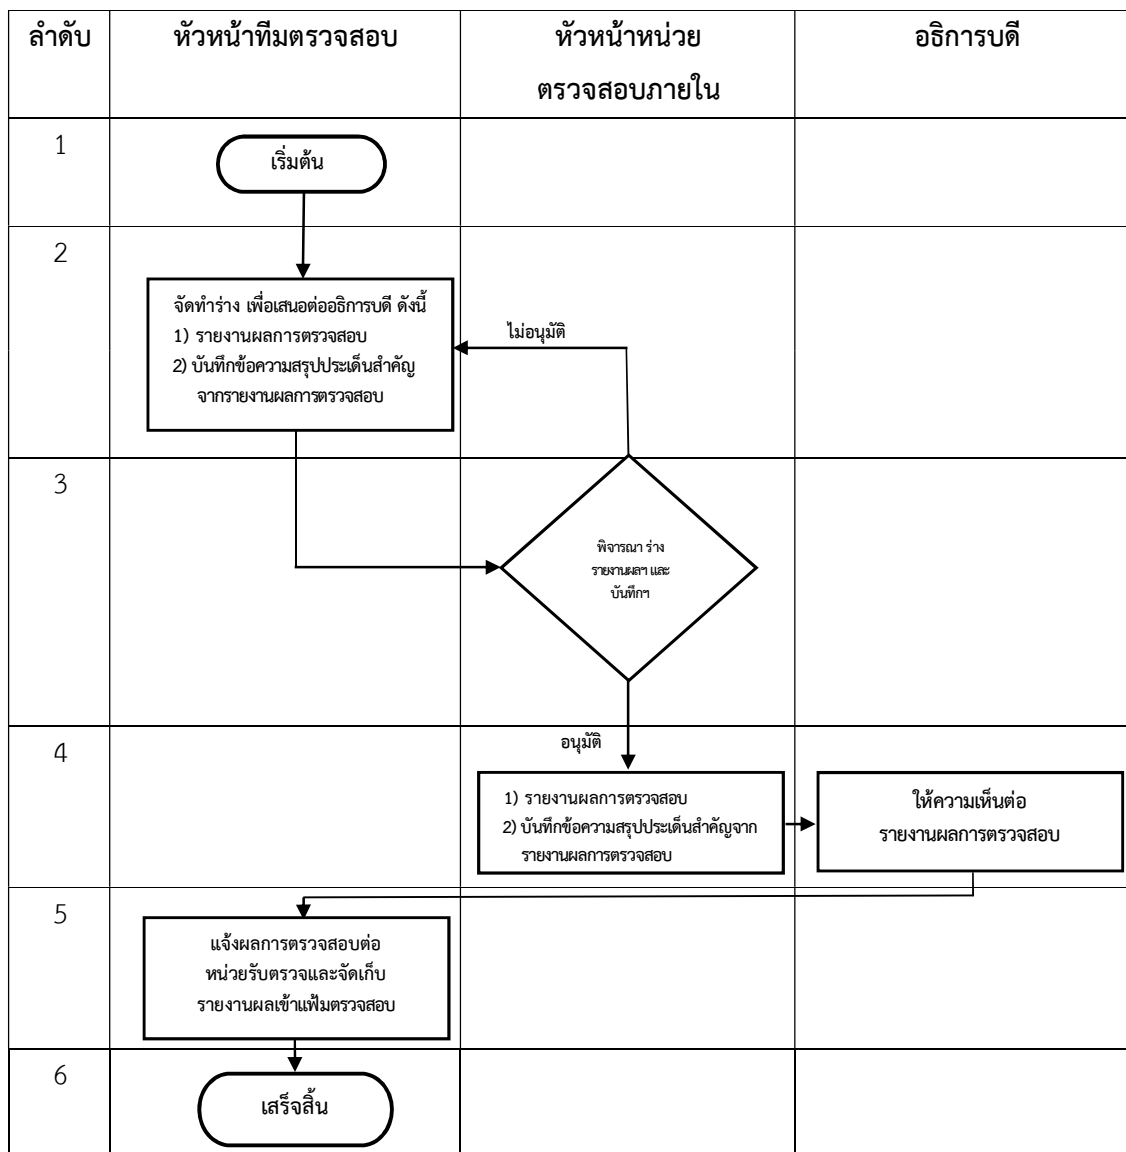 ลำดับ
หัวหน้าทีมตรวจสอบ
หัวหน้าหน่วย
ตรวจสอบภายใน
อธิการบดี
1
เริ่มต้น
2
จัดทำร่าง เพื่อเสนอต่ออธิการบดี ดังนี้
1) รายงานผลการตรวจสอบ
2) บันทึกข้อความสรุปประเด็นสำคัญ
จากรายงานผลการตรวจสอบ
ไม่อนุมัติ
3
พิจารณา ร่าง
รายงานผลฯ และ
บันทึกฯ
4
อนุมัติ
1) รายงานผลการตรวจสอบ
2) บันทึกข้อความสรุปประเด็นสำคัญจาก
รายงานผลการตรวจสอบ
ให้ความเห็นต่อ
รายงานผลการตรวจสอบ
5
แจ้งผลการตรวจสอบต่อ
หน่วยรับตรวจและจัดเก็บ
รายงานผลเข้าแฟ้มตรวจสอบ
6
เสร็จสิ้น